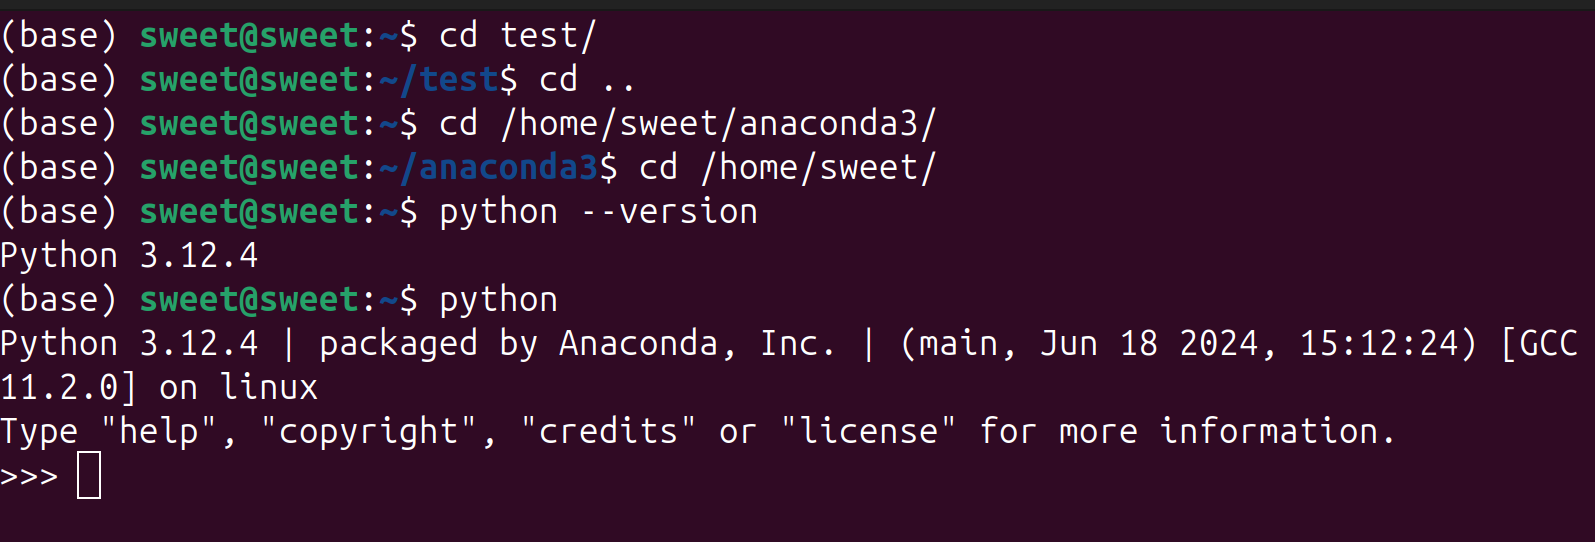 (base) sweet@sweet:~$ cd test/
(base) sweet@sweet:~/test$ cd ..
(base) sweet@sweet:~$ cd /home/sweet/anaconda3/
(base) sweet@sweet:~/anaconda3$ cd /home/sweet/
(base) sweet@sweet:~$ python --version
Python 3.12.4
(base) sweet@sweet:~$ python
Python 3.12.4 | packaged by Anaconda, Inc. | (main, Jun 18 2024, 15:12:24) [GCC
11.2.0] on linux
Type "help", "copyright", "credits" or "license" for more information.
>>>